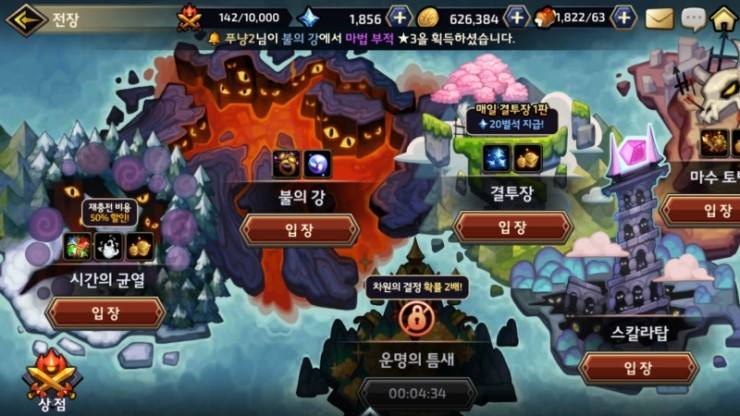 전장
142/10,000
1,856
626,384
1,822/63
푸냥2님이 불의 강에서 마법 부적 ★3을 획득하셨습니다.
매일 결투장 1판
20별석 지급!
불의 강
입장
결투장
입장
마수 토
입장
재충전 비용
50% 할인!
시간의 균열
입장
차원의 결정 확률 2배!
운명의 틈새
00:04:34
스칼라탑
입장
상점